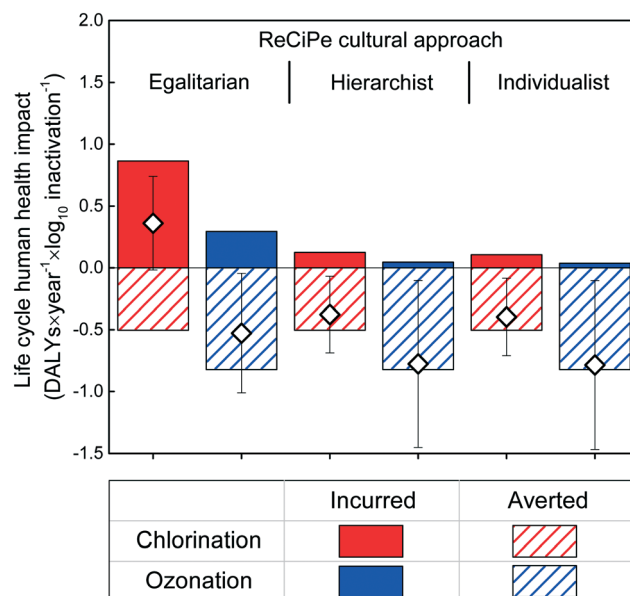 ReCiPe cultural approach
Egalitarian
Hierarchist
Individualist
Life cycle human health impact
(DALYs×year⁻¹×log₁₀ inactivation⁻¹)
2.0
1.5
1.0
0.5
0.0
-0.5
-1.0
-1.5
Incurred Averted
Chlorination
Ozonation